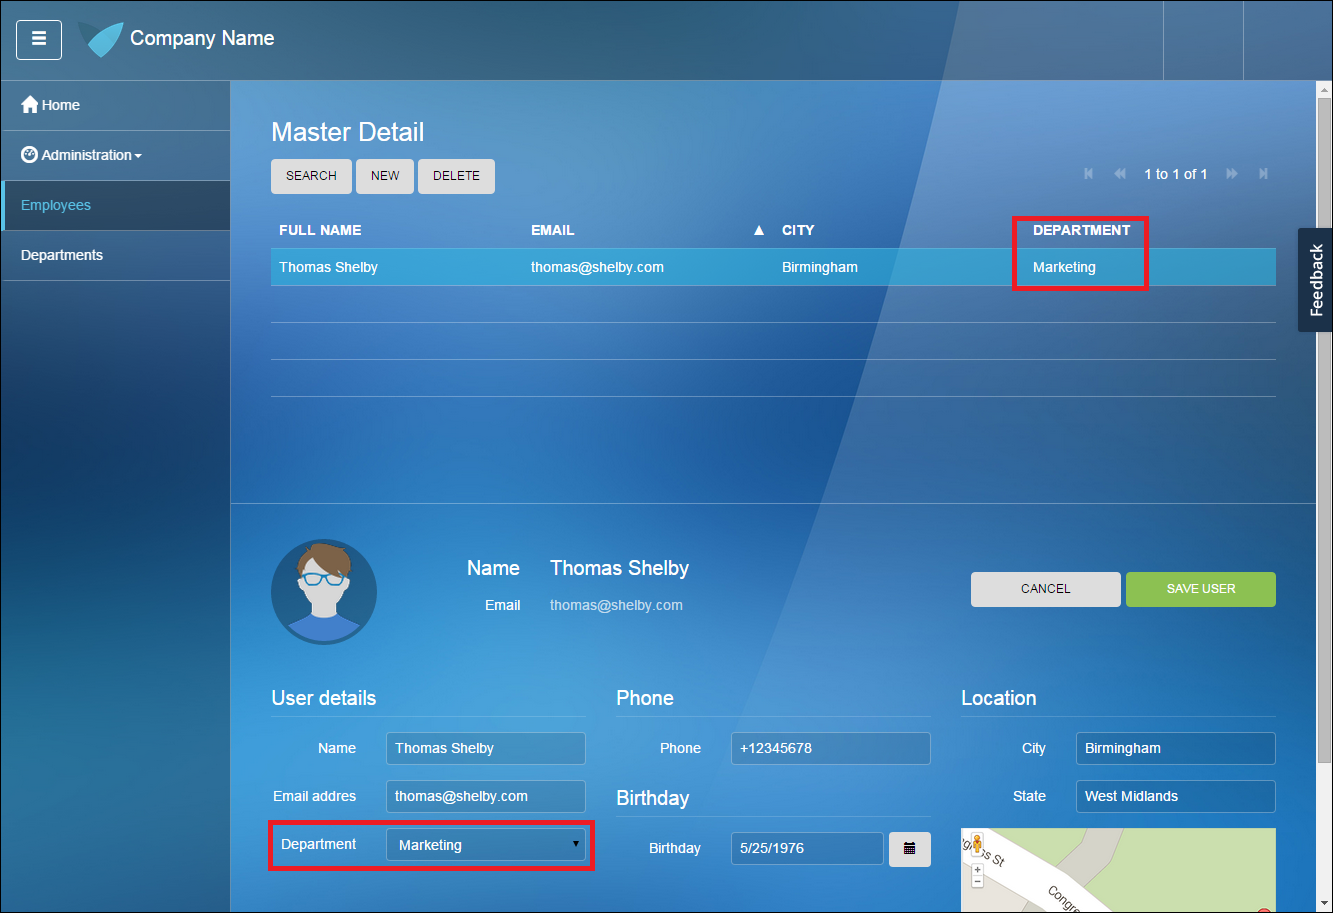 Company Name
Home
Administration
Employees
Departments
Master Detail
SEARCH NEW DELETE
1 to 1 of 1
FULL NAME EMAIL ▲ CITY DEPARTMENT
Thomas Shelby thomas@shelby.com Birmingham Marketing
Feedback
Name Thomas Shelby
Email thomas@shelby.com
CANCEL SAVE USER
User details
Name Thomas Shelby
Email addres thomas@shelby.com
Department Marketing
Phone
Phone +12345678
Birthday
Birthday 5/25/1976
Location
City Birmingham
State West Midlands
St